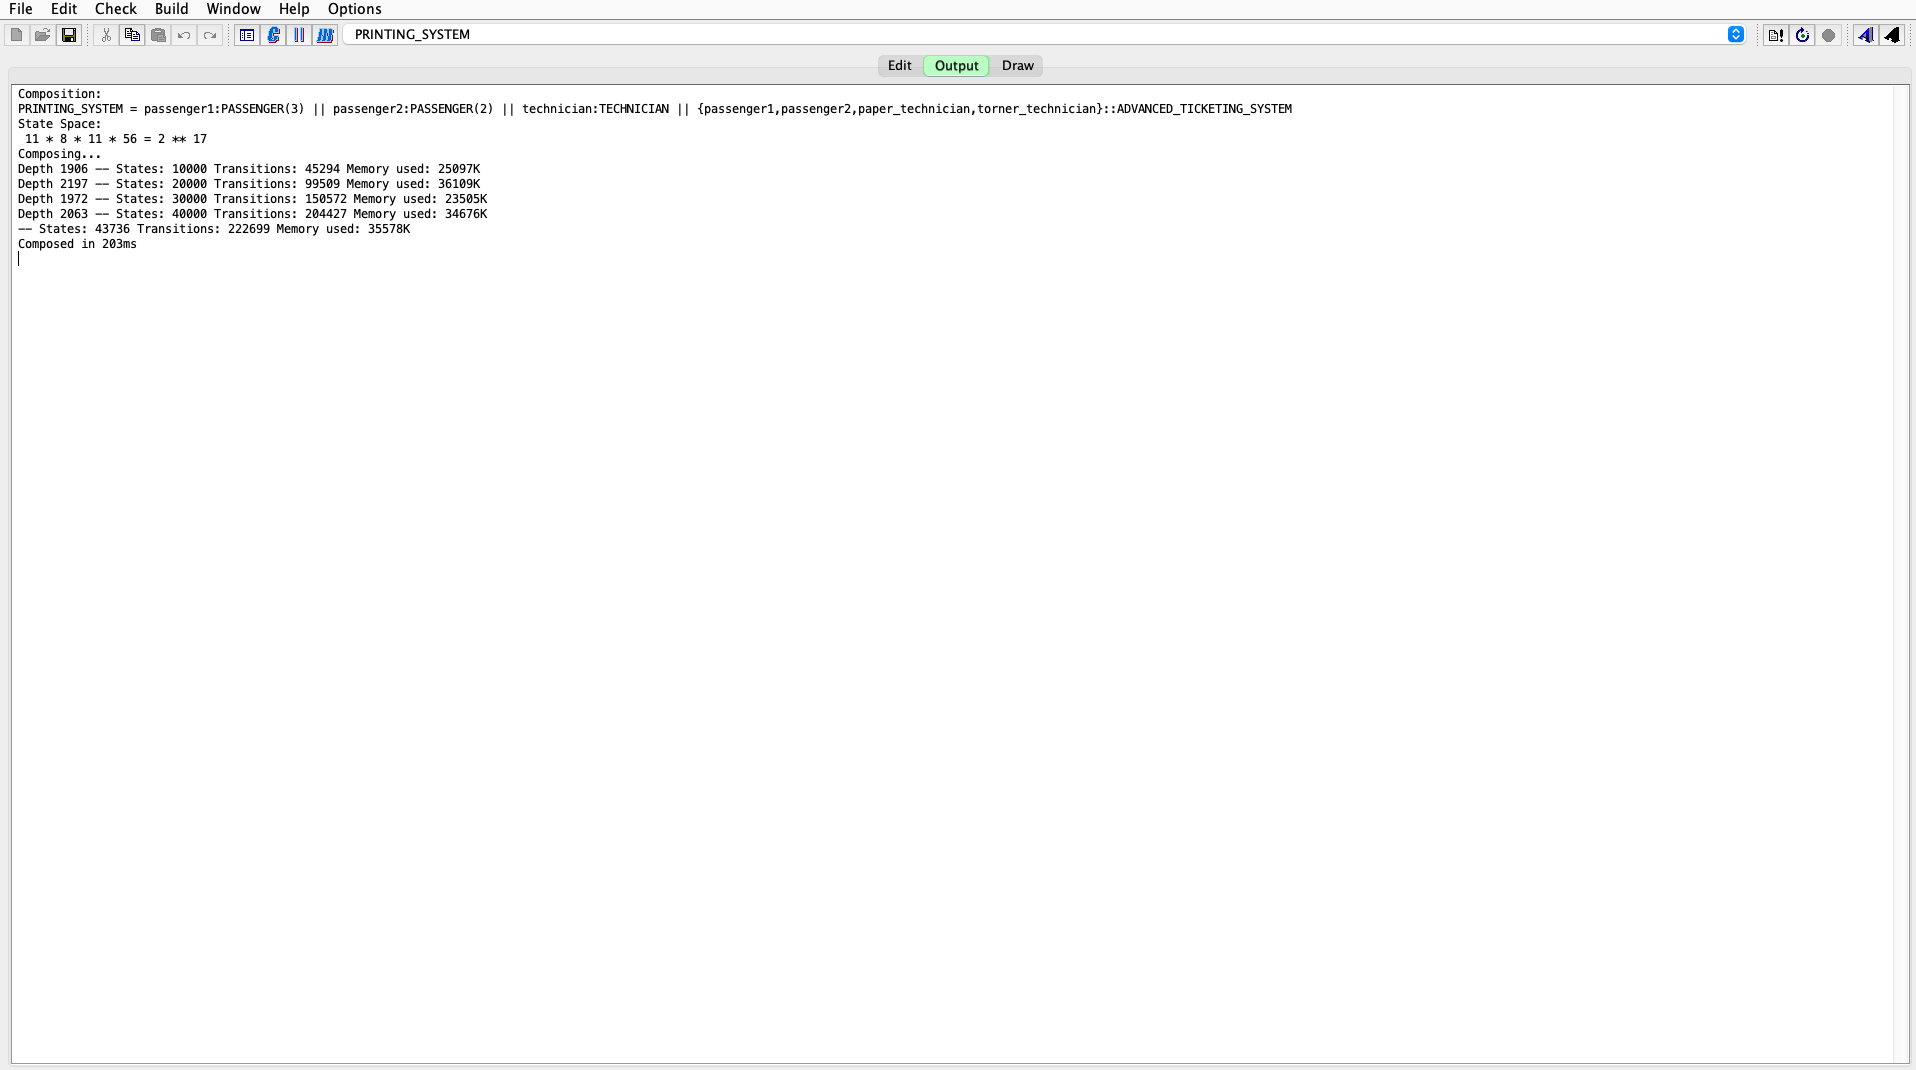 File Edit Check Build Window Help Options
PRINTING_SYSTEM
Edit Output Draw
Composition:
PRINTING_SYSTEM = passenger1:PASSENGER(3) || passenger2:PASSENGER(2) || technician:TECHNICIAN || {passenger1,passenger2,paper_technician,torner_technician}::ADVANCED_TICKETING_SYSTEM
State Space:
11 * 8 * 11 * 56 = 2 ** 17
Composing...
Depth 1906 -- States: 10000 Transitions: 45294 Memory used: 25097K
Depth 2197 -- States: 20000 Transitions: 99509 Memory used: 36109K
Depth 1972 -- States: 30000 Transitions: 150572 Memory used: 23505K
Depth 2063 -- States: 40000 Transitions: 204427 Memory used: 34676K
-- States: 43736 Transitions: 222699 Memory used: 35578K
Composed in 203ms